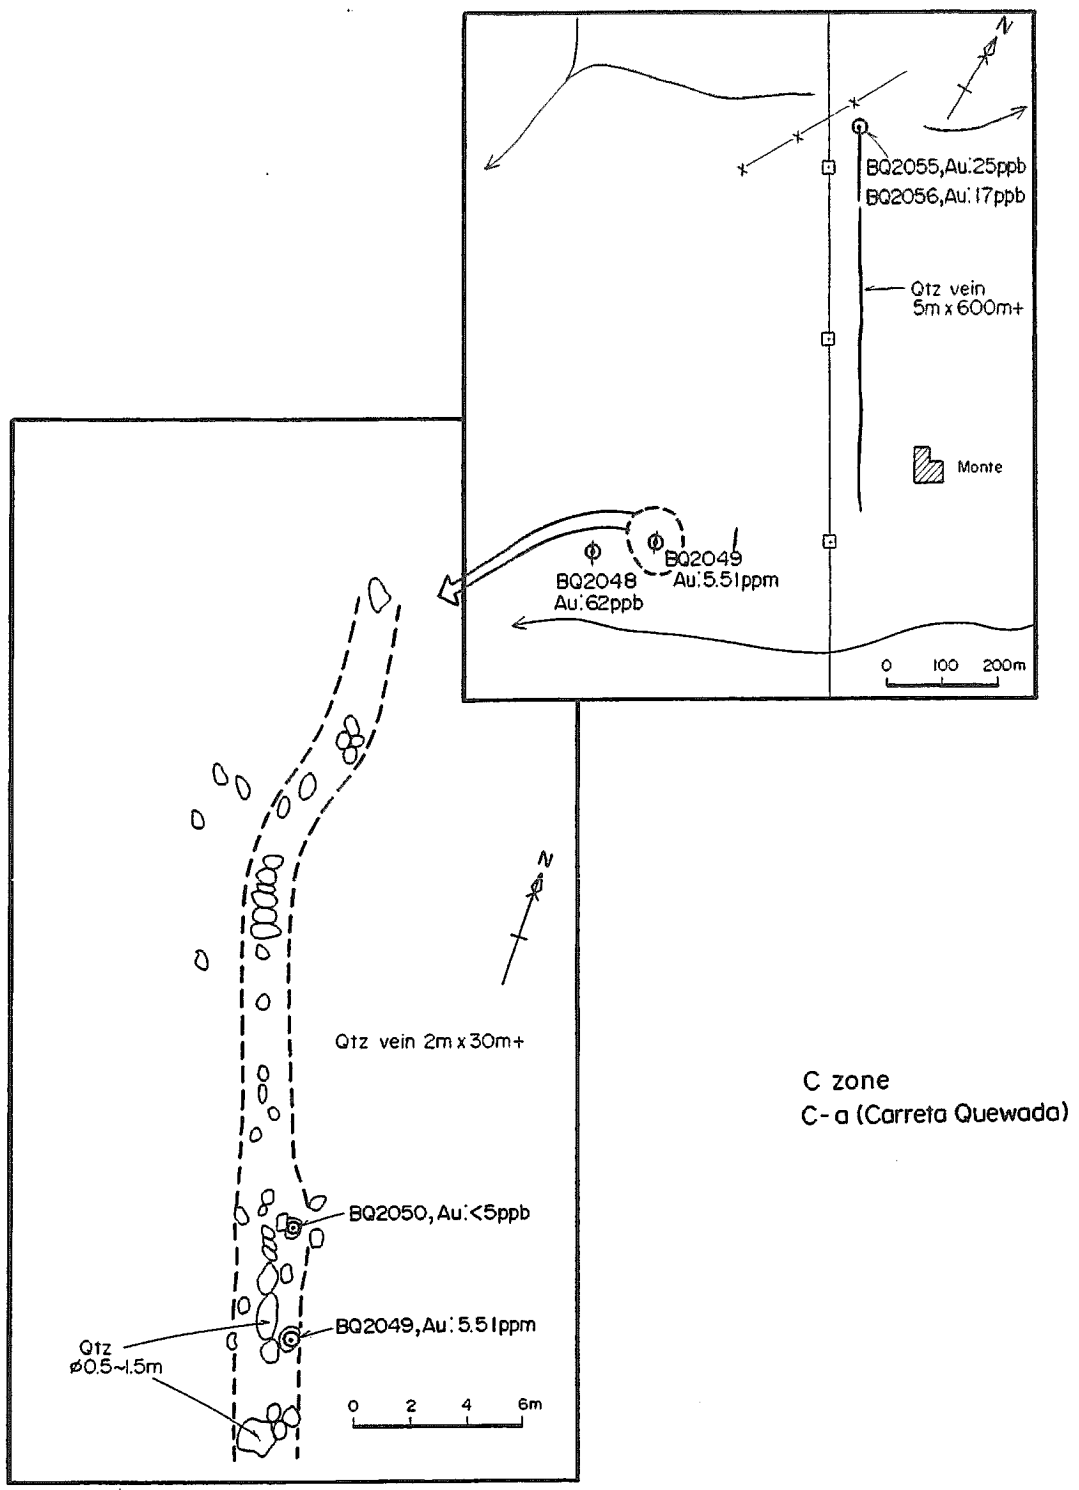 N
BQ2055, Au:25ppb
BQ2056, Au:17ppb
Qtz vein
5m x 600m+
Monte
BQ2049
Au:5.51ppm
BQ2048
Au:62ppb
0 100 200m
N
Qtz vein 2m x 30m+
C zone
C-a (Carreta Quewada)
BQ2050, Au:<5ppb
BQ2049, Au:5.51ppm
Qtz
ø0.5~1.5m
0 2 4 6m